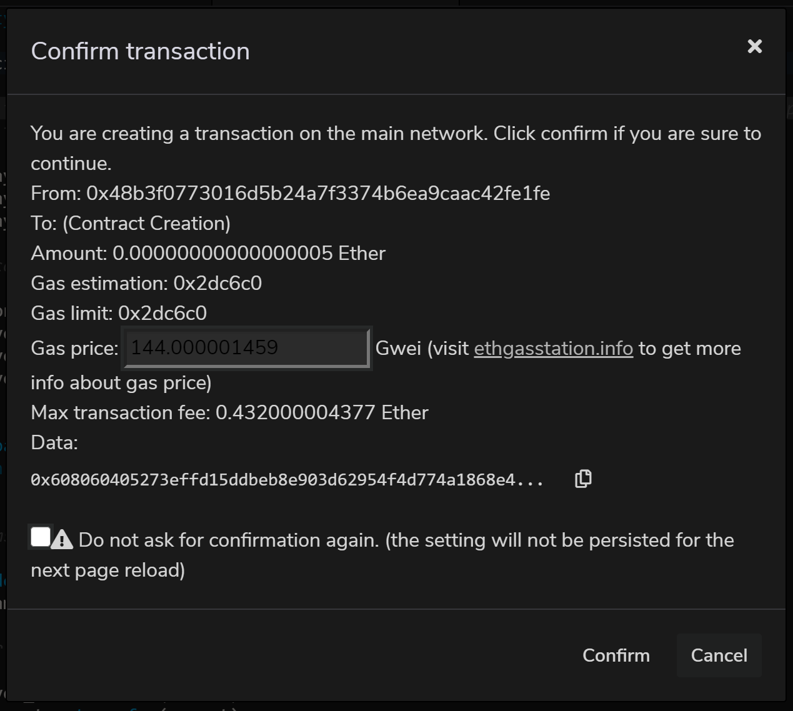 Confirm transaction
You are creating a transaction on the main network. Click confirm if you are sure to
continue.
From: 0x48b3f0773016d5b24a7f3374b6ea9caac42fe1fe
To: (Contract Creation)
Amount: 0.00000000000000005 Ether
Gas estimation: 0x2dc6c0
Gas limit: 0x2dc6c0
Gas price: 144.000001459 Gwei (visit ethgasstation.info to get more
info about gas price)
Max transaction fee: 0.432000004377 Ether
Data:
0x608060405273effd15ddbeb8e903d62954f4d774a1868e4...
Do not ask for confirmation again. (the setting will not be persisted for the
next page reload)
Confirm Cancel